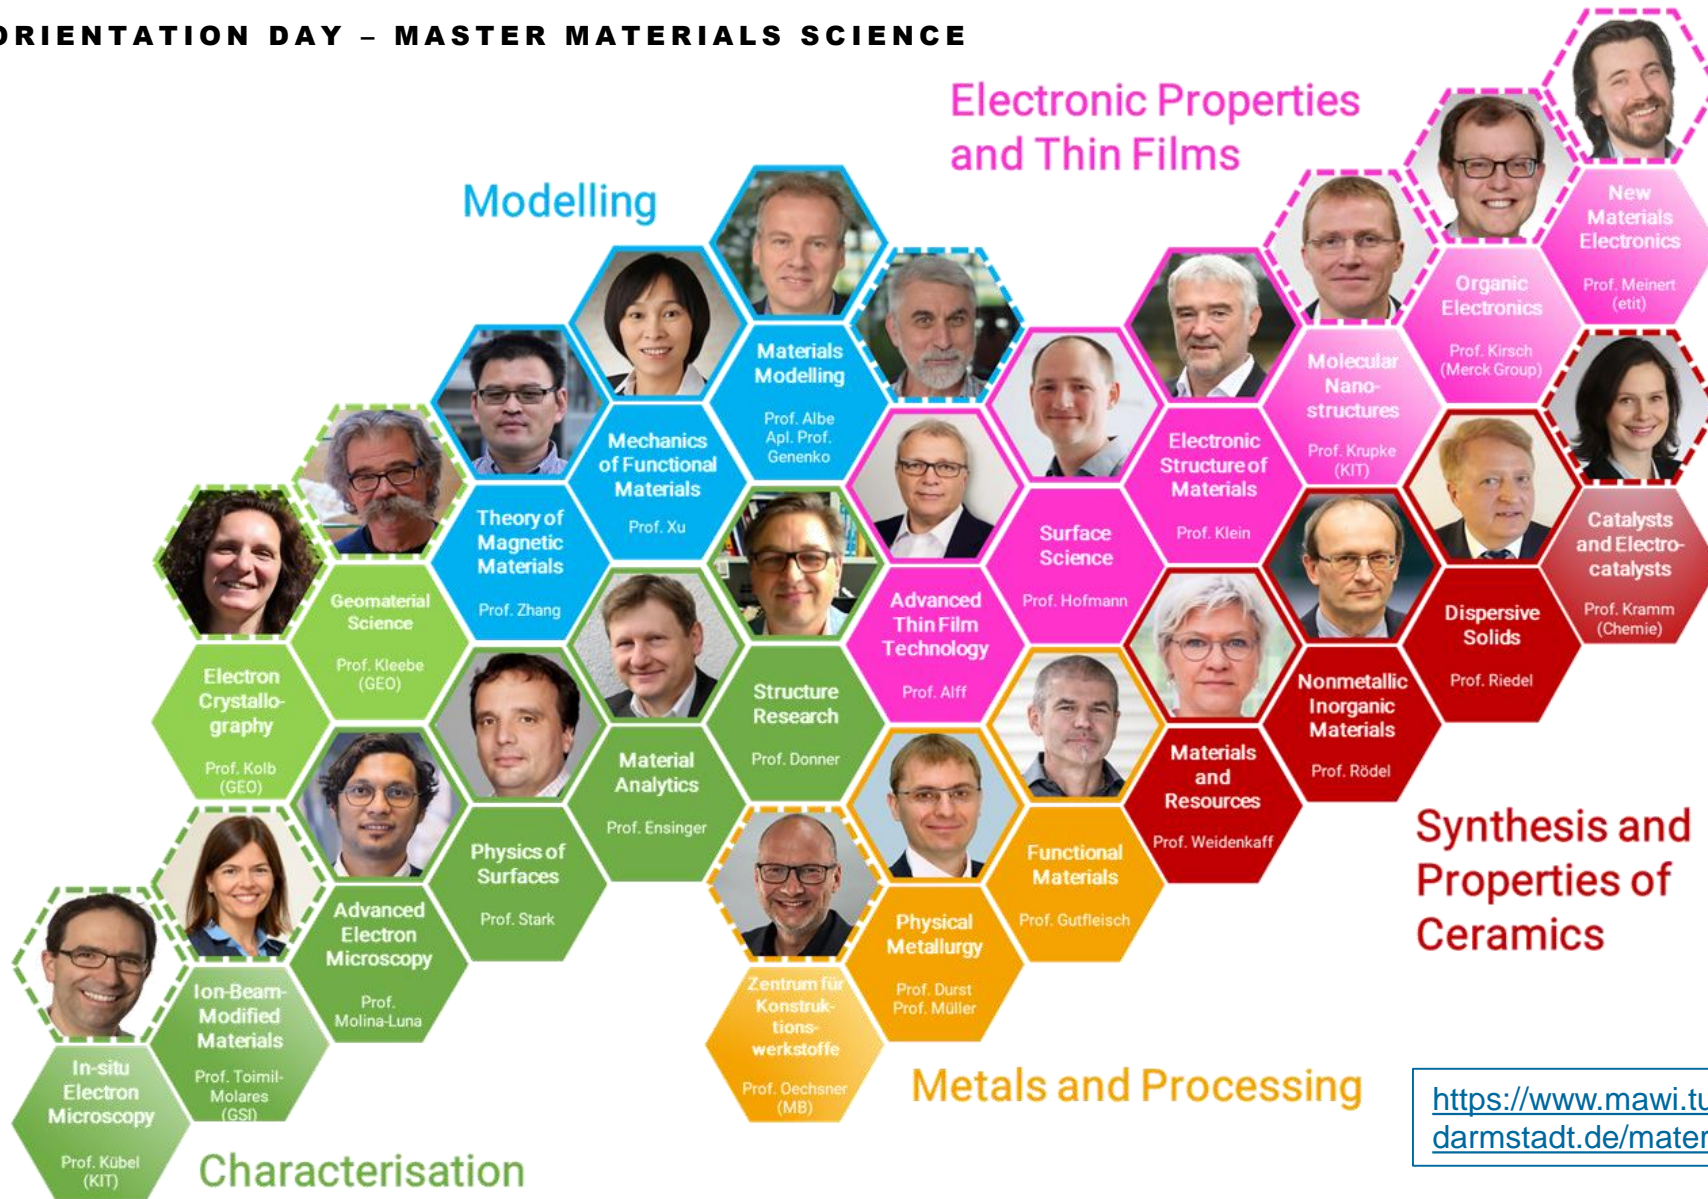 ORIENTATION DAY – MASTER MATERIALS SCIENCE
Electronic Properties
and Thin Films
Modelling
New
Materials
Electronics
Prof. Meinert
(etit)
Organic
Electronics
Prof. Kirsch
(Merck Group)
Molecular
Nano-
structures
Prof. Krupke
(KIT)
Materials
Modelling
Prof. Albe
Apl. Prof.
Genenko
Mechanics
of Functional
Materials
Prof. Xu
Electronic
Structure of
Materials
Prof. Klein
Theory of
Magnetic
Materials
Prof. Zhang
Surface
Science
Prof. Hofmann
Catalysts
and Electro-
catalysts
Prof. Kramm
(Chemie)
Geomaterial
Science
Prof. Kleebe
(GEO)
Advanced
Thin Film
Technology
Prof. Alff
Dispersive
Solids
Prof. Riedel
Electron
Crystallo-
graphy
Prof. Kolb
(GEO)
Structure
Research
Prof. Donner
Nonmetallic
Inorganic
Materials
Prof. Rödel
Material
Analytics
Prof. Ensinger
Materials
and
Resources
Prof. Weidenkaff
Physics of
Surfaces
Prof. Stark
Functional
Materials
Prof. Gutfleisch
Synthesis and
Properties of
Ceramics
Advanced
Electron
Microscopy
Prof.
Molina-Luna
Physical
Metallurgy
Prof. Durst
Prof. Müller
Ion-Beam-
Modified
Materials
Prof. Toimil-
Molares
(GSI)
Zentrum für
Konstruk-
tions-
werkstoffe
Prof. Oechsner
(MB)
In-situ
Electron
Microscopy
Prof. Kübel
(KIT)
Metals and Processing
Characterisation
https://www.mawi.tu
darmstadt.de/mater